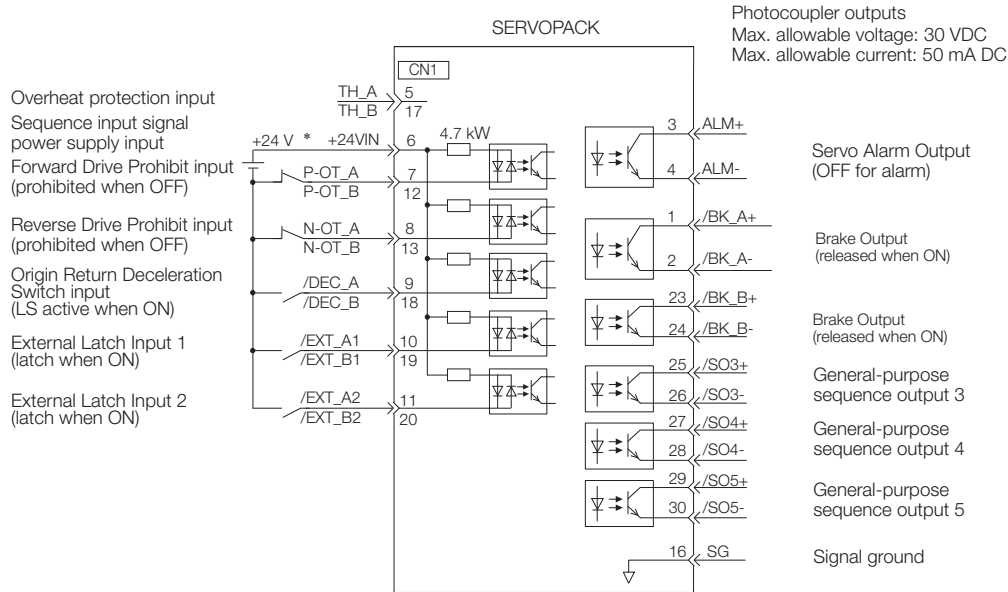 SERVOPACK
Photocoupler outputs
Max. allowable voltage: 30 VDC
Max. allowable current: 50 mA DC
CN1
Overheat protection input
TH_A 5
TH_B 17
Sequence input signal
power supply input
+24 V * +24VIN 6 4.7 kW
Forward Drive Prohibit input
(prohibited when OFF)
P-OT_A 7
P-OT_B 12
Reverse Drive Prohibit input
(prohibited when OFF)
N-OT_A 8
N-OT_B 13
Origin Return Deceleration
Switch input
(LS active when ON)
/DEC_A 9
/DEC_B 18
External Latch Input 1
(latch when ON)
/EXT_A1 10
/EXT_B1 19
External Latch Input 2
(latch when ON)
/EXT_A2 11
/EXT_B2 20
3 ALM+
4 ALM-
Servo Alarm Output
(OFF for alarm)
1 /BK_A+
2 /BK_A-
Brake Output
(released when ON)
23 /BK_B+
24 /BK_B-
Brake Output
(released when ON)
25 /SO3+
26 /SO3-
General-purpose
sequence output 3
27 /SO4+
28 /SO4-
General-purpose
sequence output 4
29 /SO5+
30 /SO5-
General-purpose
sequence output 5
16 SG
Signal ground